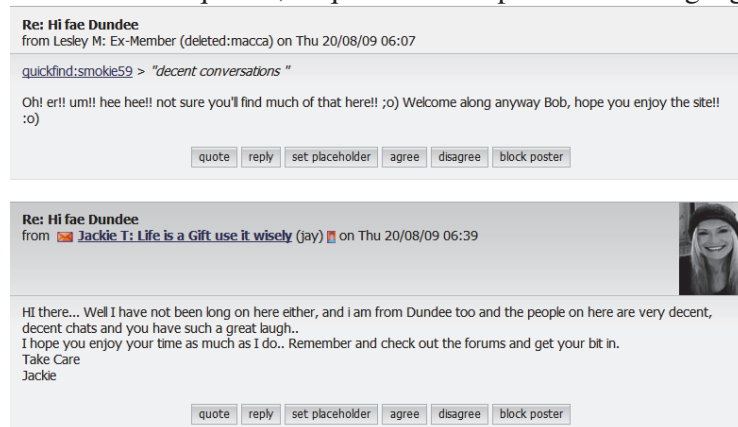 Re: Hi fae Dundee
from Lesley M: Ex-Member (deleted:macca) on Thu 20/08/09 06:07
quickfind:smokie59 > "decent conversations "
Oh! er!! um!! hee hee!! not sure you'll find much of that here!! ;o) Welcome along anyway Bob, hope you enjoy the site!!
:o)
quote reply set placeholder agree disagree block poster
Re: Hi fae Dundee
from Jackie T: Life is a Gift use it wisely (jay) on Thu 20/08/09 06:39
HI there... Well I have not been long on here either, and i am from Dundee too and the people on here are very decent,
decent chats and you have such a great laugh..
I hope you enjoy your time as much as I do.. Remember and check out the forums and get your bit in.
Take Care
Jackie
quote reply set placeholder agree disagree block poster